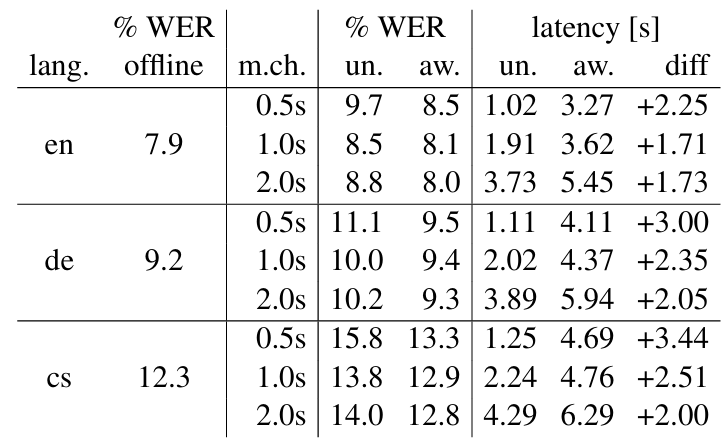 % WER % WER latency [s]
lang. offline m.ch. un. aw. un. aw. diff
0.5s 9.7 8.5 1.02 3.27 +2.25
en 7.9 1.0s 8.5 8.1 1.91 3.62 +1.71
2.0s 8.8 8.0 3.73 5.45 +1.73
0.5s 11.1 9.5 1.11 4.11 +3.00
de 9.2 1.0s 10.0 9.4 2.02 4.37 +2.35
2.0s 10.2 9.3 3.89 5.94 +2.05
0.5s 15.8 13.3 1.25 4.69 +3.44
cs 12.3 1.0s 13.8 12.9 2.24 4.76 +2.51
2.0s 14.0 12.8 4.29 6.29 +2.00